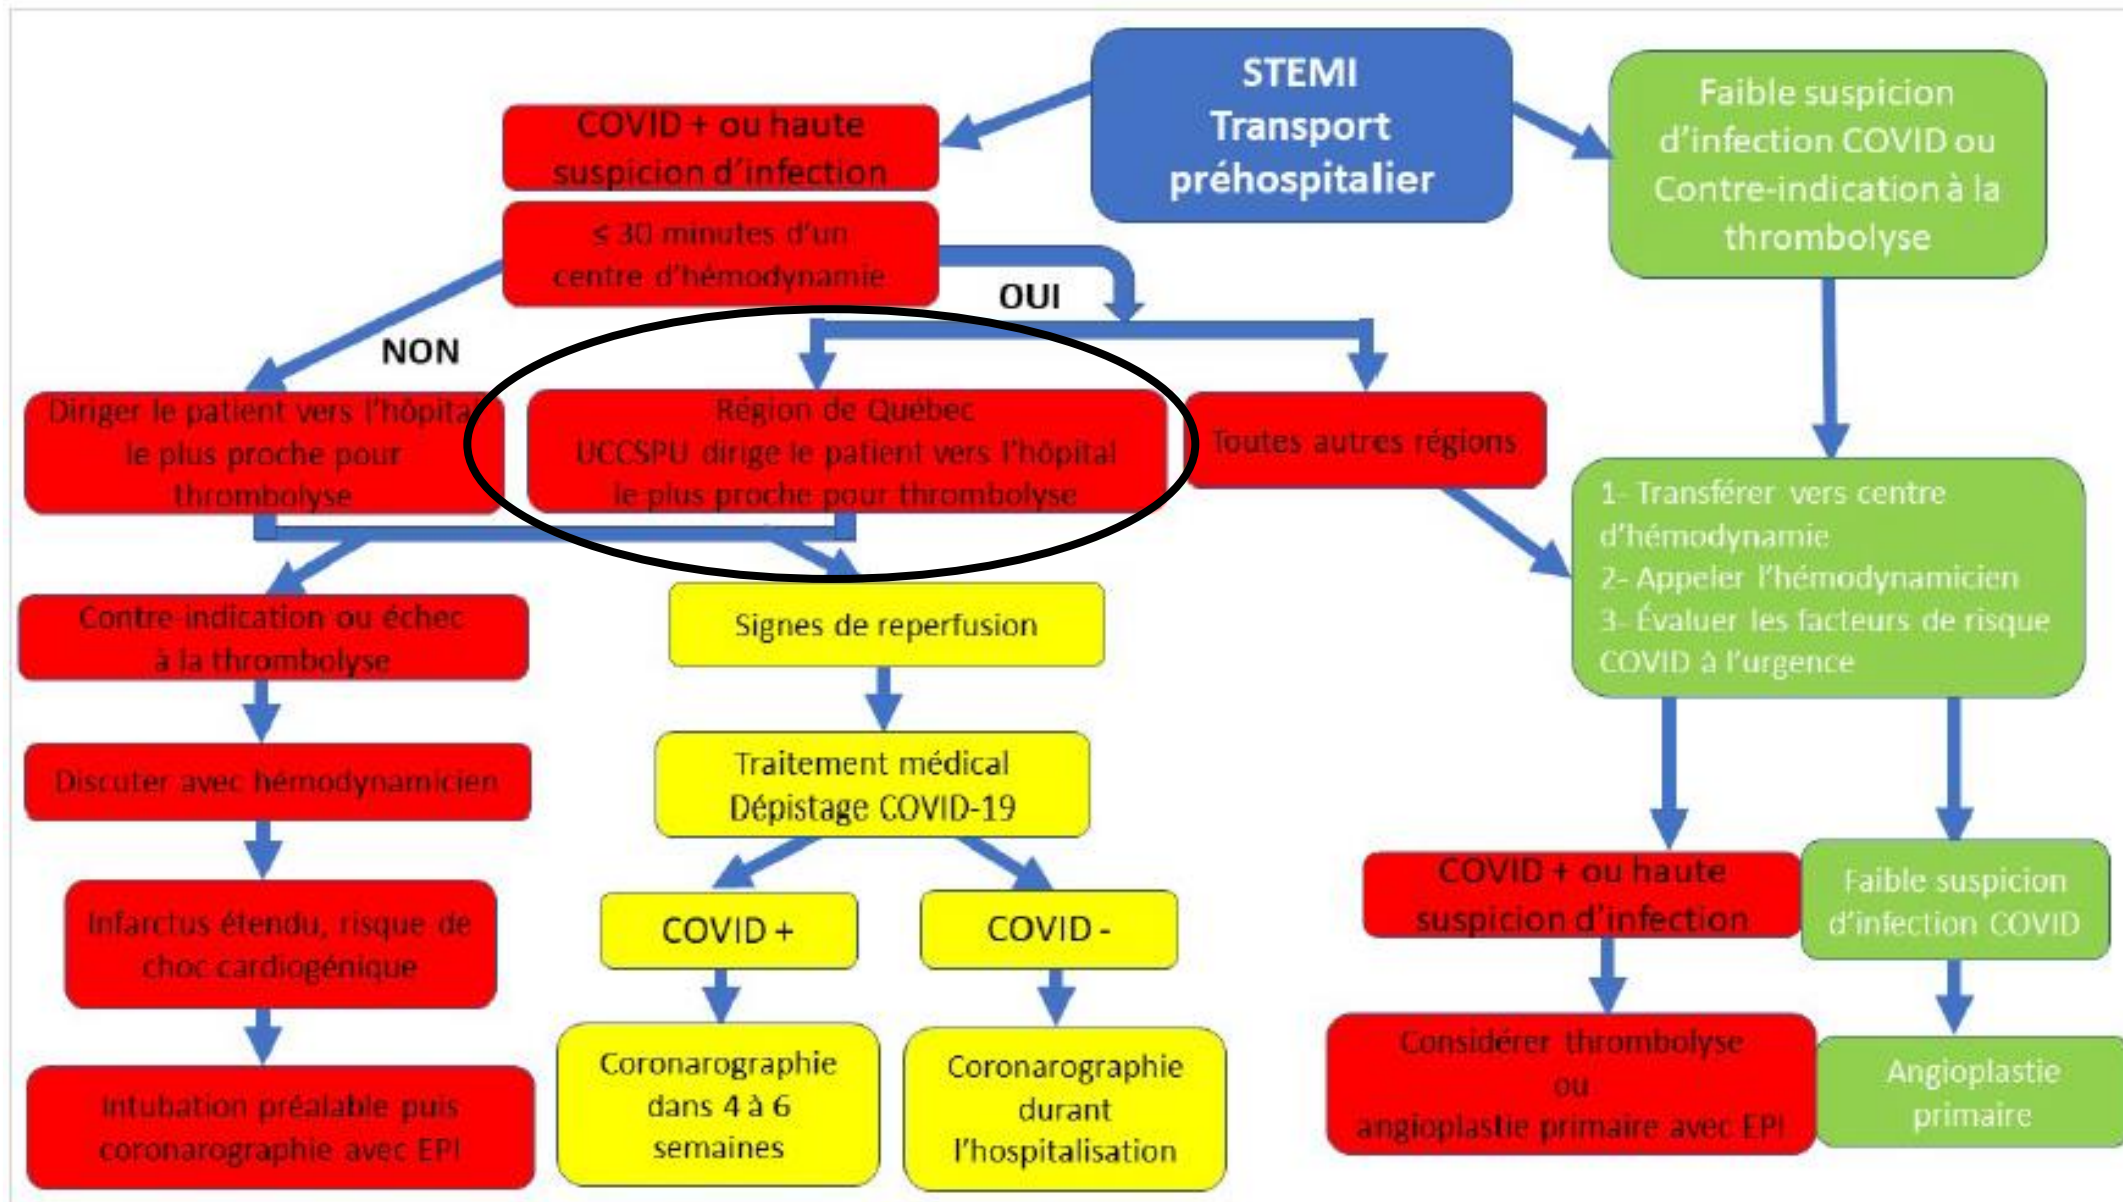 STEMI
Transport
préhospitalier
COVID + ou haute
suspicion d'infection
≤ 30 minutes d'un
centre d'hémodynamie
Faible suspicion
d'infection COVID ou
Contre-indication à la
thrombolyse
OUI
NON
Diriger le patient vers l'hôpital
le plus proche pour
thrombolyse
Région de Québec
UCCSPU dirige le patient vers l'hôpital
le plus proche pour thrombolyse
Toutes autres régions
1- Transférer vers centre
d'hémodynamie
2- Appeler l'hémodynamicien
3- Évaluer les facteurs de risque
COVID à l'urgence
Contre-indication ou échec
à la thrombolyse
Signes de reperfusion
Discuter avec hémodynamicien
Traitement médical
Dépistage COVID-19
Infarctus étendu, risque de
choc cardiogénique
COVID +
COVID -
COVID + ou haute
suspicion d'infection
Faible suspicion
d'infection COVID
Intubation préalable puis
coronarographie avec EPI
Coronarographie
dans 4 à 6
semaines
Coronarographie
durant
l'hospitalisation
Considérer thrombolyse
ou
angioplastie primaire avec EPI
Angioplastie
primaire